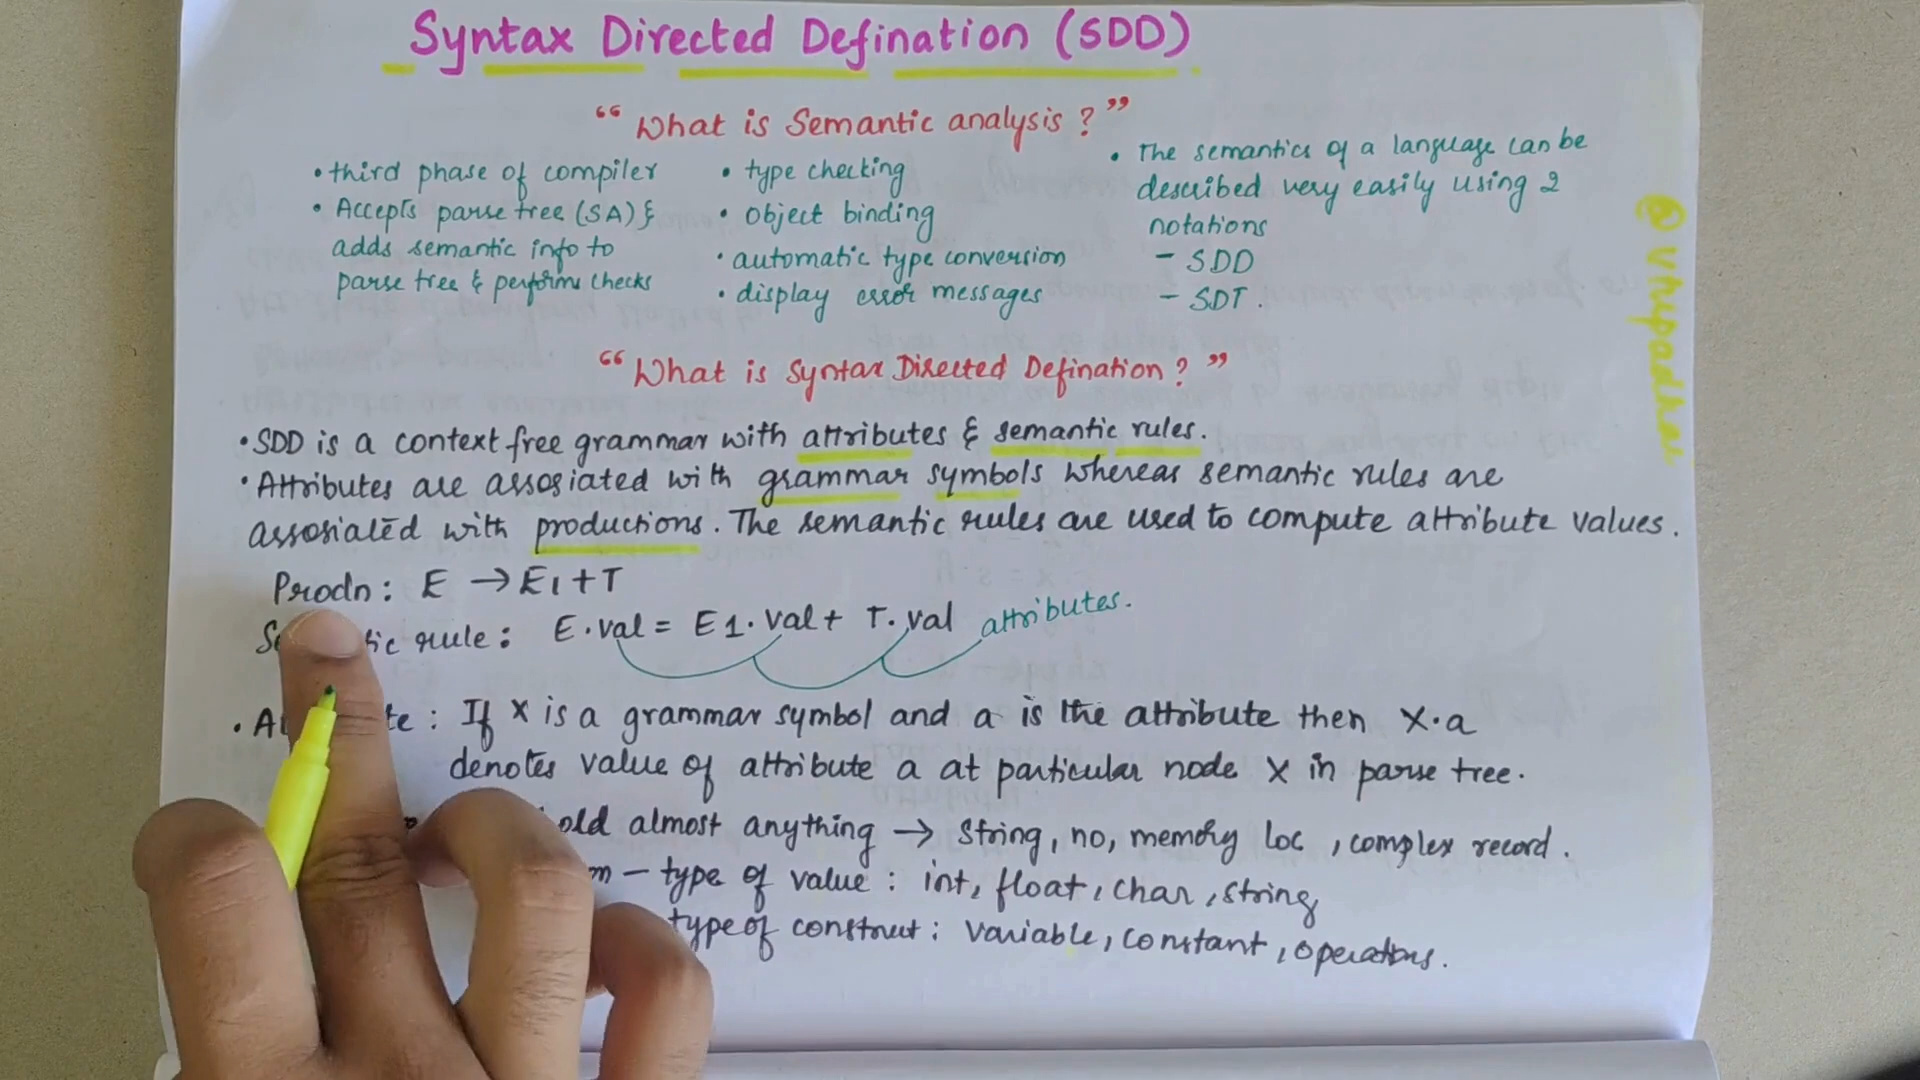 Syntax Directed Defination (SDD)
“What is Semantic analysis?”
• third phase of compiler
• Accepts parse tree (SA) &
adds semantic info to
parse tree & perform checks
• type checking
• Object binding
• automatic type conversion
• display error messages
• The semantics of a language can be
described very easily using 2
notations
- SDD
- SDT.
“What is Syntax Directed Defination?”
• SDD is a context free grammar with attributes & semantic rules.
• Attributes are assosiated with grammar symbols whereas semantic rules are
assosiated with productions. The semantic rules are used to compute attribute values.
Prodn: E → E1+T
rule: E.val = E1.val + T.val attributes.
: If X is a grammar symbol and a is the attribute then X.a
denotes value of attribute a at particular node X in parse tree.
almost anything → String, no, memory loc, complex record.
- type of value: int, float, char, string
type of construct: variable, constant, operations.